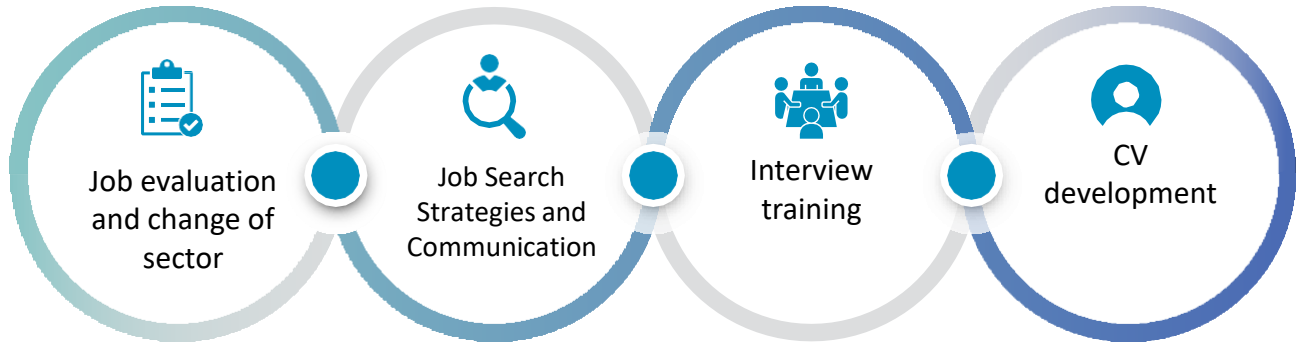 Job evaluation
and change of
sector
Job Search
Strategies and
Communication
Interview
training
CV
development